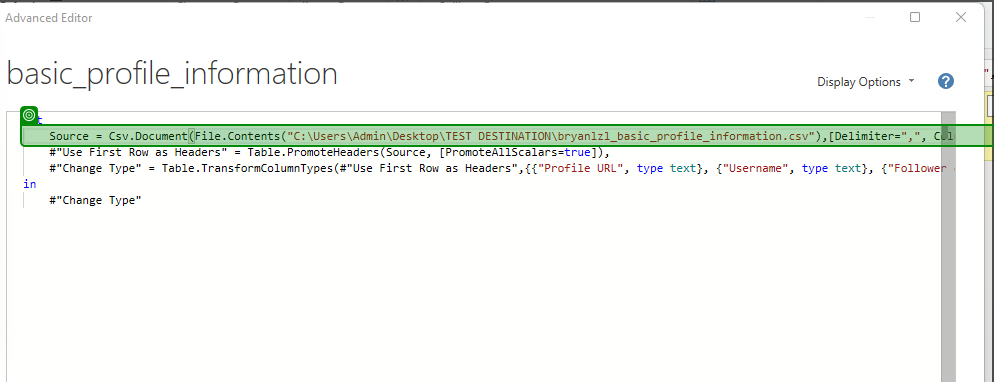 Advanced Editor
basic_profile_information
Display Options
Source = Csv.Document(File.Contents("C:\Users\Admin\Desktop\TEST DESTINATION\bryanlz1_basic_profile_information.csv"),[Delimiter=",",
#"Use First Row as Headers" = Table.PromoteHeaders(Source, [PromoteAllScalars=true]),
#"Change Type" = Table.TransformColumnTypes(#"Use First Row as Headers",{{"Profile URL", type text}, {"Username", type text}, {"Follower
in
#"Change Type"